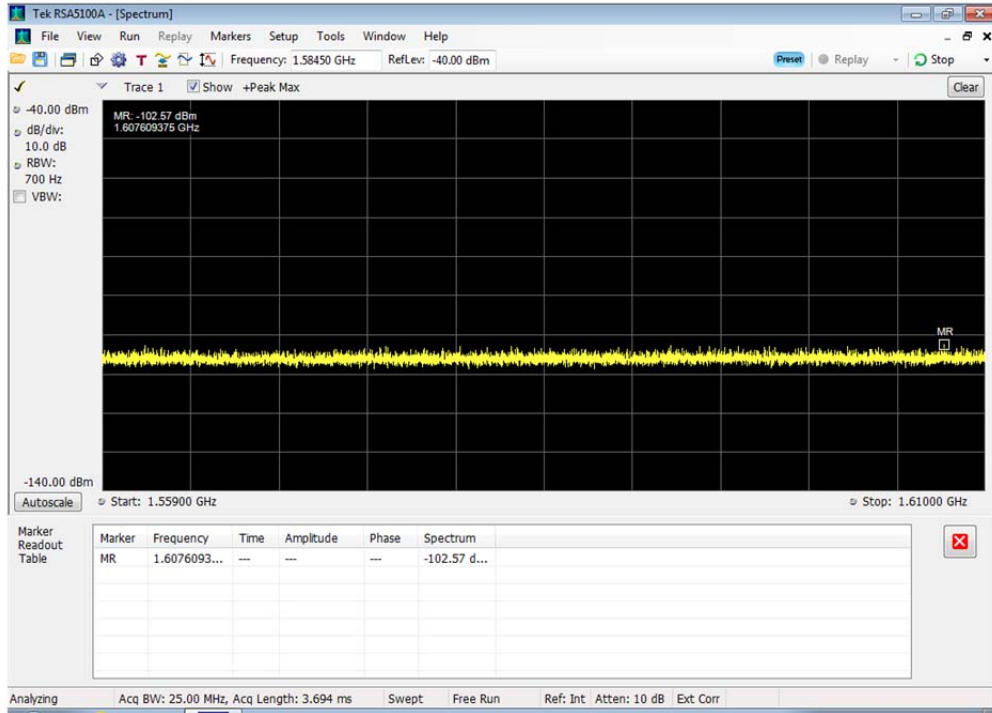 Tek RSA5100A - [Spectrum]
File View Run Replay Markers Setup Tools Window Help
T Frequency: 1.58450 GHz RefLev: -40.00 dBm Preset Replay Stop
Trace 1 Show +Peak Max Clear
-40.00 dBm
dB/div:
10.0 dB
RBW:
700 Hz
VBW:
MR: -102.57 dBm
1.607609375 GHz
MR
-140.00 dBm
Autoscale Start: 1.55900 GHz Stop: 1.61000 GHz
Marker
Readout
Table
Marker Frequency Time Amplitude Phase Spectrum
MR 1.6076093... --- --- --- -102.57 d...
Analyzing Acq BW: 25.00 MHz, Acq Length: 3.694 ms Swept Free Run Ref: Int Atten: 10 dB Ext Corr